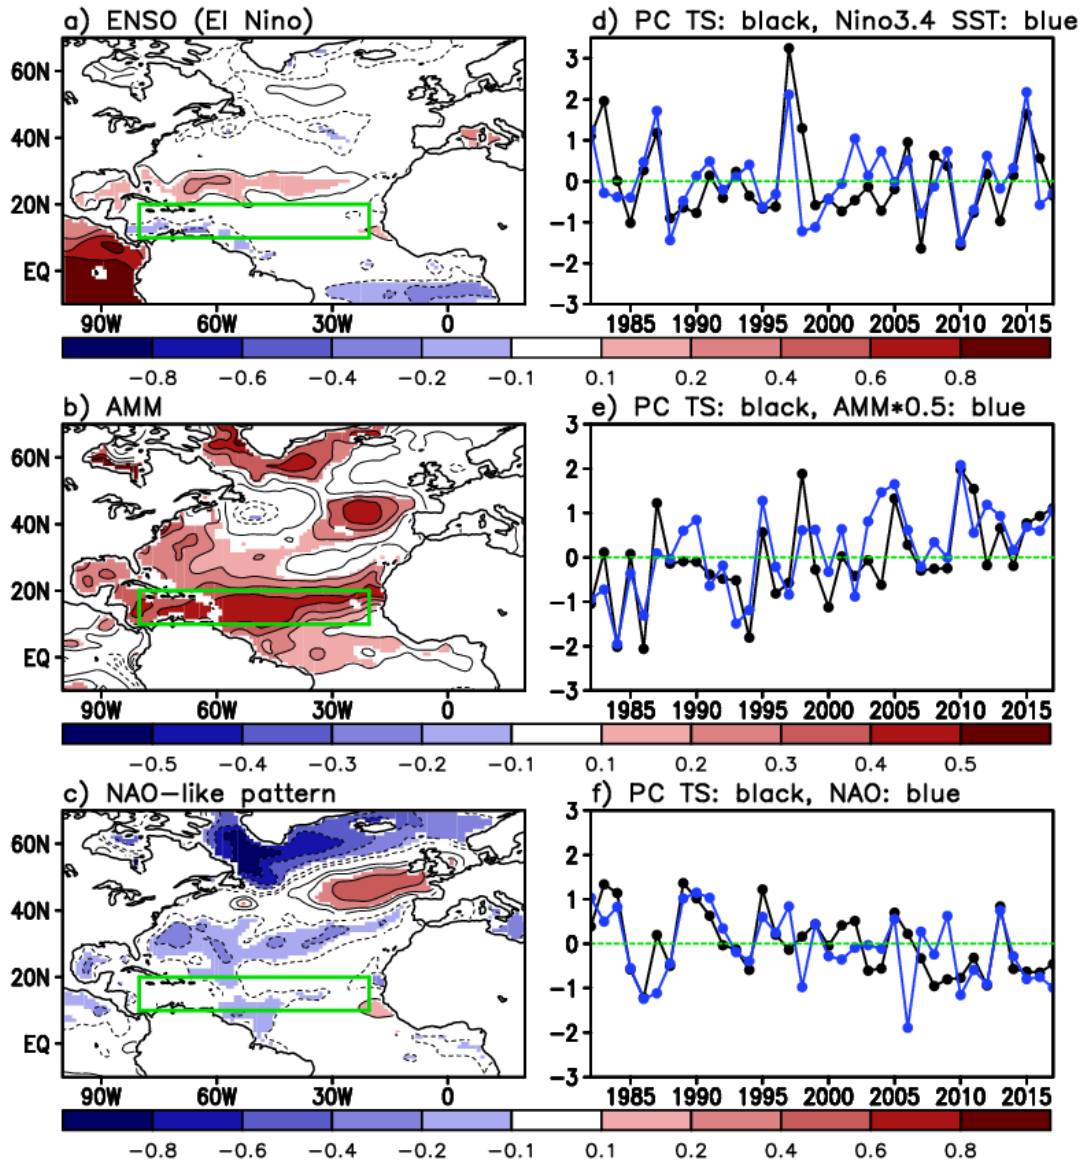 a) ENSO (El Nino)
60N
40N
20N
EQ
90W 60W 30W 0
d) PC TS: black, Nino3.4 SST: blue
3
2
1
0
-1
-2
-3
1985 1990 1995 2000 2005 2010 2015
-0.8 -0.6 -0.4 -0.2 -0.1 0.1 0.2 0.4 0.6 0.8
b) AMM
60N
40N
20N
EQ
90W 60W 30W 0
e) PC TS: black, AMM*0.5: blue
3
2
1
0
-1
-2
-3
1985 1990 1995 2000 2005 2010 2015
-0.5 -0.4 -0.3 -0.2 -0.1 0.1 0.2 0.3 0.4 0.5
c) NAO-like pattern
60N
40N
20N
EQ
90W 60W 30W 0
f) PC TS: black, NAO: blue
3
2
1
0
-1
-2
-3
1985 1990 1995 2000 2005 2010 2015
-0.8 -0.6 -0.4 -0.2 -0.1 0.1 0.2 0.4 0.6 0.8